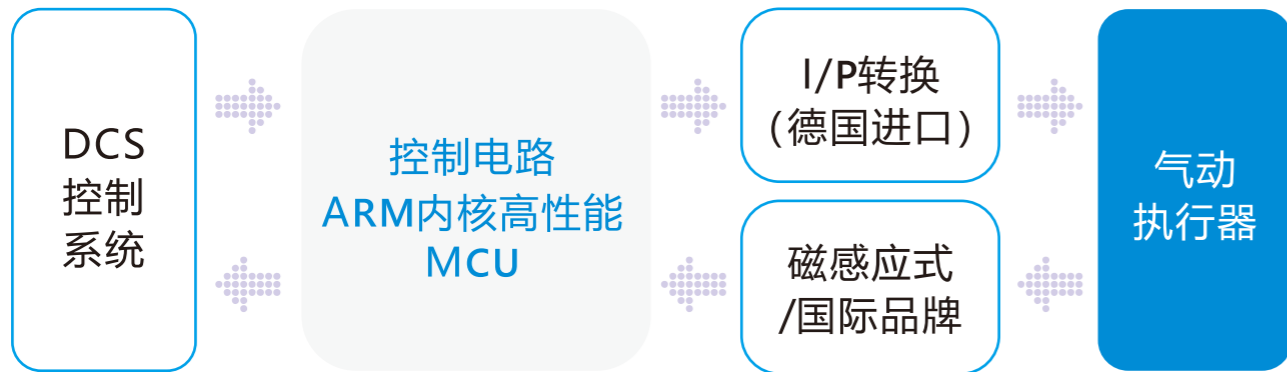 DCS
控制
系统
控制电路
ARM内核高性能
MCU
I/P转换
(德国进口)
磁感应式
/国际品牌
气动
执行器